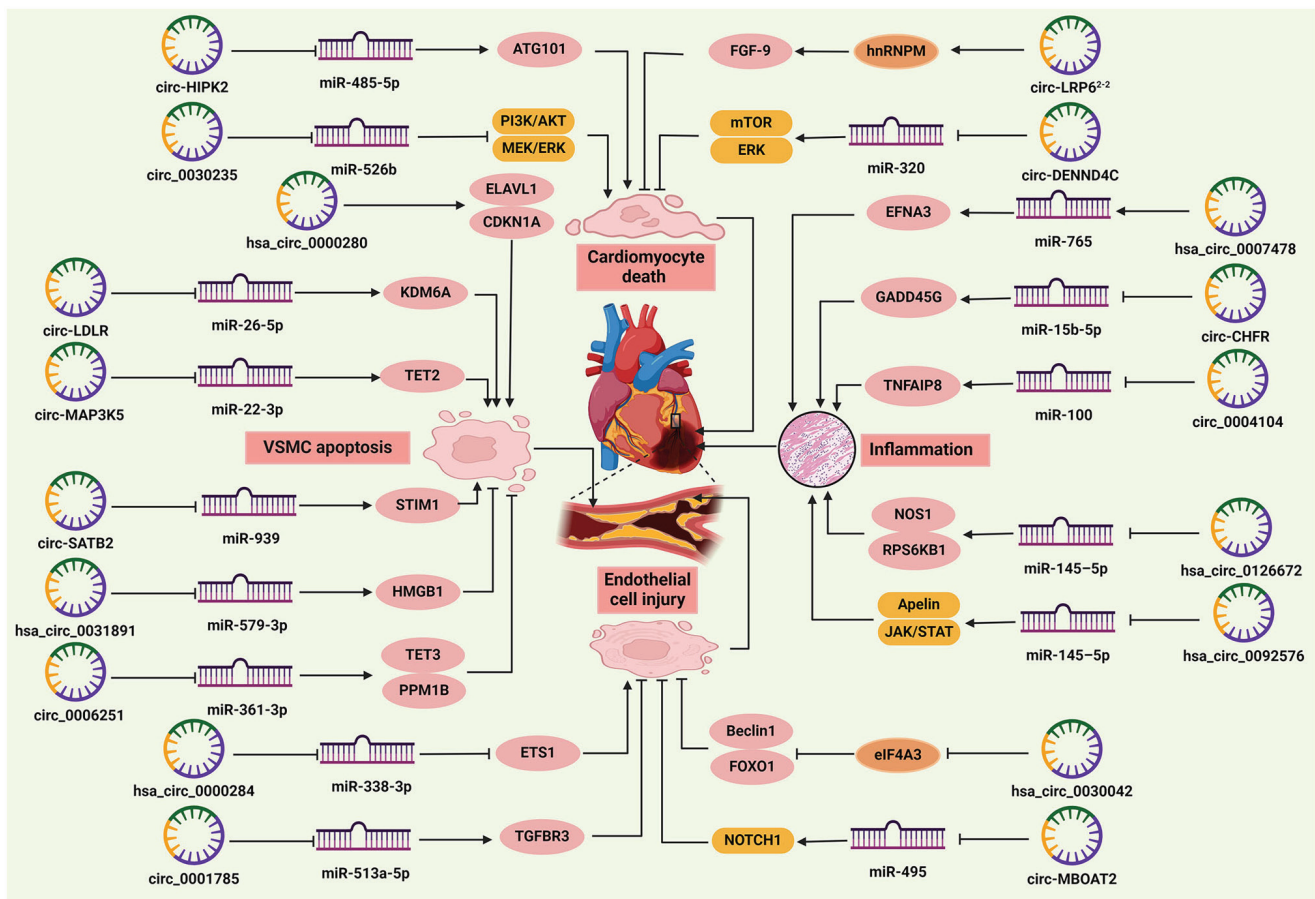 circ-HIPK2
miR-485-5p
ATG101
FGF-9
hnRNPM
circ-LRP6²⁻²
circ_0030235
miR-526b
PI3K/AKT
MEK/ERK
mTOR
ERK
miR-320
circ-DENND4C
hsa_circ_0000280
ELAVL1
CDKN1A
Cardiomyocyte
death
EFNA3
miR-765
hsa_circ_0007478
circ-LDLR
miR-26-5p
KDM6A
GADD45G
miR-15b-5p
circ-CHFR
circ-MAP3K5
miR-22-3p
TET2
TNFAIP8
miR-100
circ_0004104
VSMC apoptosis
Inflammation
circ-SATB2
miR-939
STIM1
NOS1
RPS6KB1
miR-145–5p
hsa_circ_0126672
hsa_circ_0031891
miR-579-3p
HMGB1
Endothelial
cell injury
Apelin
JAK/STAT
miR-145–5p
hsa_circ_0092576
circ_0006251
miR-361-3p
TET3
PPM1B
hsa_circ_0000284
miR-338-3p
ETS1
Beclin1
FOXO1
eIF4A3
hsa_circ_0030042
circ_0001785
miR-513a-5p
TGFBR3
NOTCH1
miR-495
circ-MBOAT2